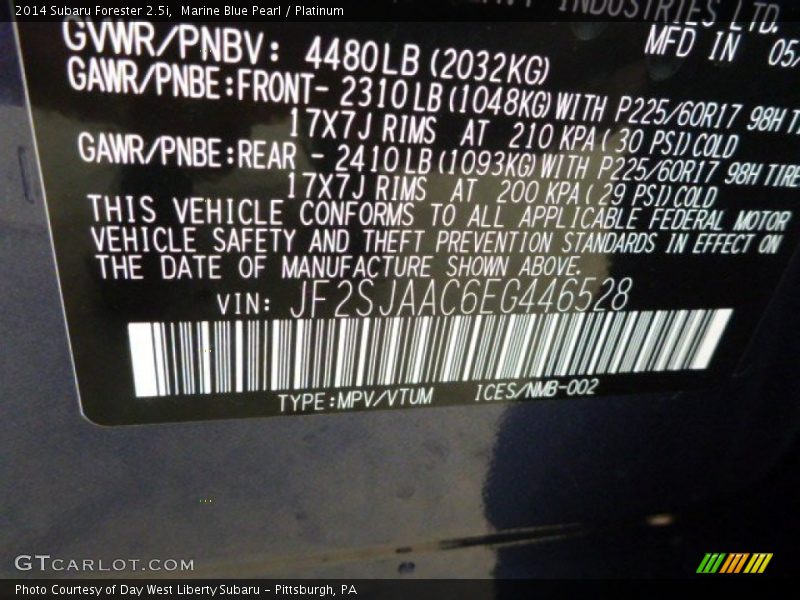 2014 Subaru Forester 2.5i, Marine Blue Pearl / Platinum
INDUSTRIES LTD.
MFD IN 05/
GVWR/PNBV: 4480LB (2032KG)
GAWR/PNBE:FRONT- 2310LB(1048KG)WITH P225/60R17 98H
17X7J RIMS AT 210 KPA( 30 PSI)COLD
GAWR/PNBE:REAR - 2410LB(1093KG)WITH P225/60R17 98H TIRE
17X7J RIMS AT 200 KPA( 29 PSI)COLD
THIS VEHICLE CONFORMS TO ALL APPLICABLE FEDERAL MOTOR
VEHICLE SAFETY AND THEFT PREVENTION STANDARDS IN EFFECT ON
THE DATE OF MANUFACTURE SHOWN ABOVE.
VIN: JF2SJAAC6EG446528
TYPE:MPV/VTUM ICES/NMB-002
GTCARLOT.COM
Photo Courtesy of Day West Liberty Subaru - Pittsburgh, PA